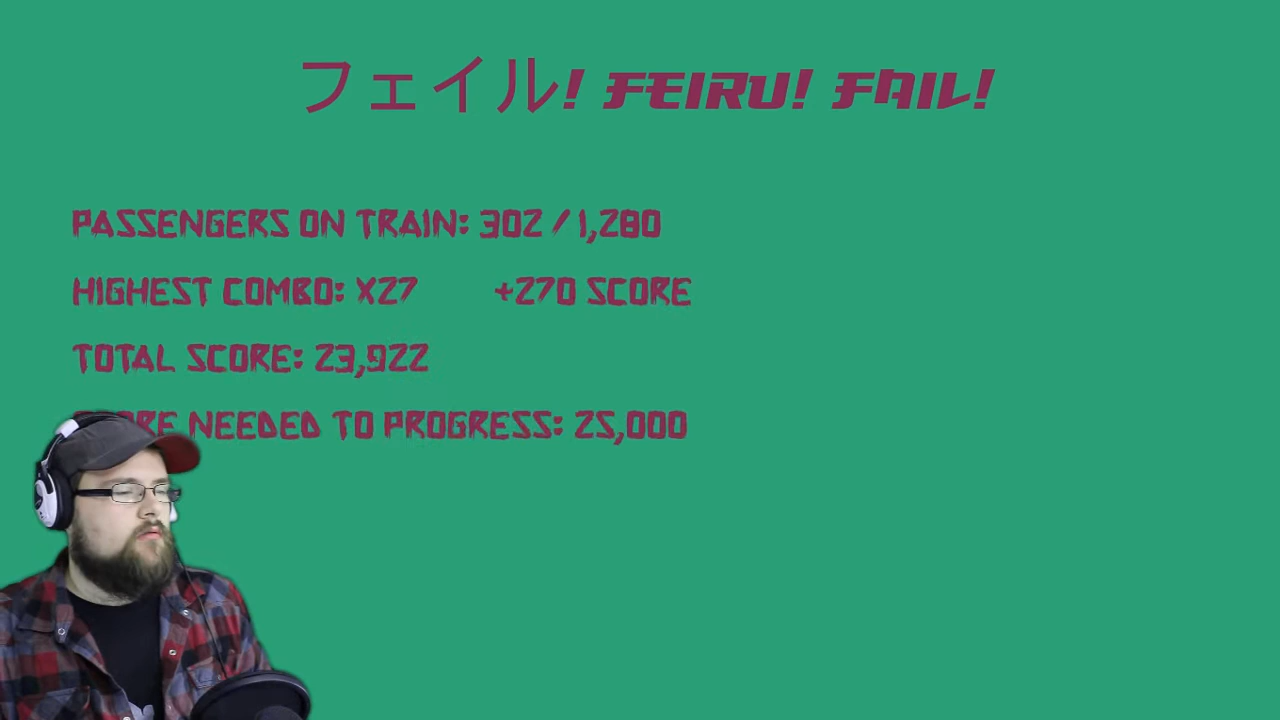 フェイル! FEIRU! FAIL!
PASSENGERS ON TRAIN: 302 / 1,280
HIGHEST COMBO: X27 +270 SCORE
TOTAL SCORE: 23,922
NEEDED TO PROGRESS: 25,000